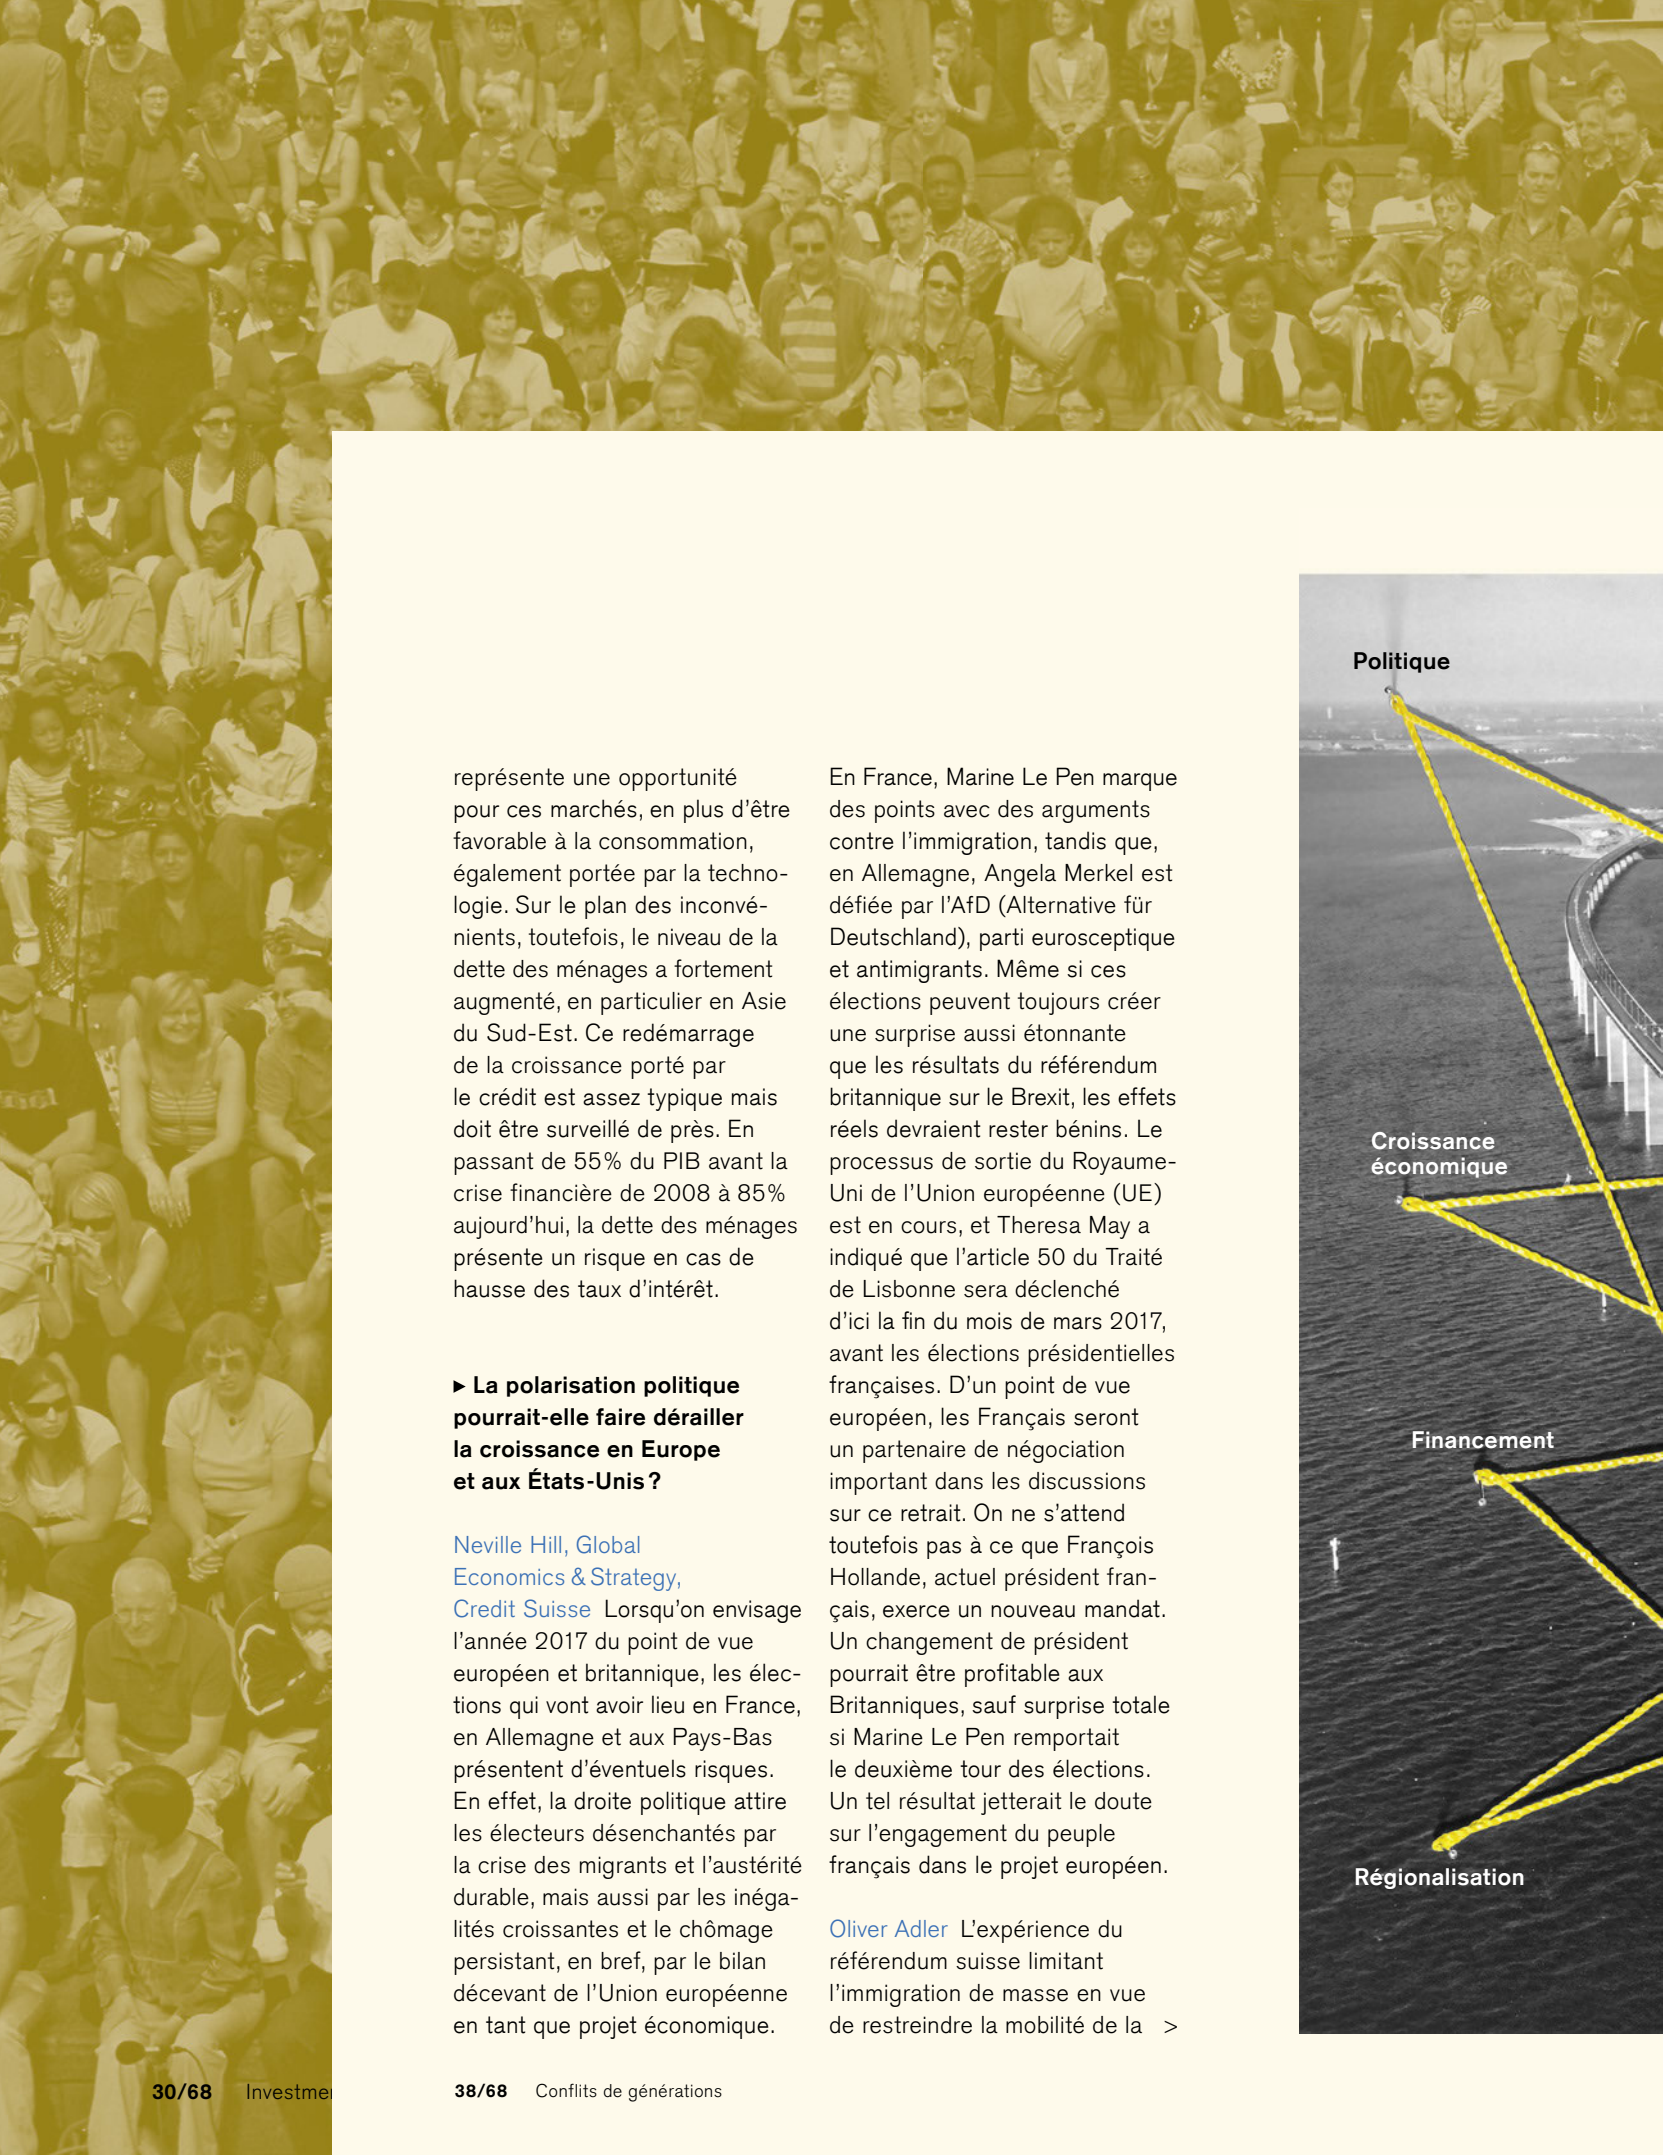 représente une opportunité
pour ces marchés, en plus d'être
favorable à la consommation,
également portée par la techno-
logie. Sur le plan des inconvé-
nients, toutefois, le niveau de la
dette des ménages a fortement
augmenté, en particulier en Asie
du Sud-Est. Ce redémarrage
de la croissance porté par
le crédit est assez typique mais
doit être surveillé de près. En
passant de 55% du PIB avant la
crise financière de 2008 à 85%
aujourd'hui, la dette des ménages
présente un risque en cas de
hausse des taux d'intérêt.
▸ La polarisation politique
pourrait-elle faire dérailler
la croissance en Europe
et aux États-Unis ?
Neville Hill, Global
Economics & Strategy,
Credit Suisse Lorsqu'on envisage
l'année 2017 du point de vue
européen et britannique, les élec-
tions qui vont avoir lieu en France,
en Allemagne et aux Pays-Bas
présentent d'éventuels risques.
En effet, la droite politique attire
les électeurs désenchantés par
la crise des migrants et l'austérité
durable, mais aussi par les inéga-
lités croissantes et le chômage
persistant, en bref, par le bilan
décevant de l'Union européenne
en tant que projet économique.
En France, Marine Le Pen marque
des points avec des arguments
contre l'immigration, tandis que,
en Allemagne, Angela Merkel est
défiée par l'AfD (Alternative für
Deutschland), parti eurosceptique
et antimigrants. Même si ces
élections peuvent toujours créer
une surprise aussi étonnante
que les résultats du référendum
britannique sur le Brexit, les effets
réels devraient rester bénins. Le
processus de sortie du Royaume-
Uni de l'Union européenne (UE)
est en cours, et Theresa May a
indiqué que l'article 50 du Traité
de Lisbonne sera déclenché
d'ici la fin du mois de mars 2017,
avant les élections présidentielles
françaises. D'un point de vue
européen, les Français seront
un partenaire de négociation
important dans les discussions
sur ce retrait. On ne s'attend
toutefois pas à ce que François
Hollande, actuel président fran-
çais, exerce un nouveau mandat.
Un changement de président
pourrait être profitable aux
Britanniques, sauf surprise totale
si Marine Le Pen remportait
le deuxième tour des élections.
Un tel résultat jetterait le doute
sur l'engagement du peuple
français dans le projet européen.
Oliver Adler L'expérience du
référendum suisse limitant
l'immigration de masse en vue
de restreindre la mobilité de la >
Politique
Croissance
économique
Financement
Régionalisation
30/68 Investme
38/68 Conflits de générations